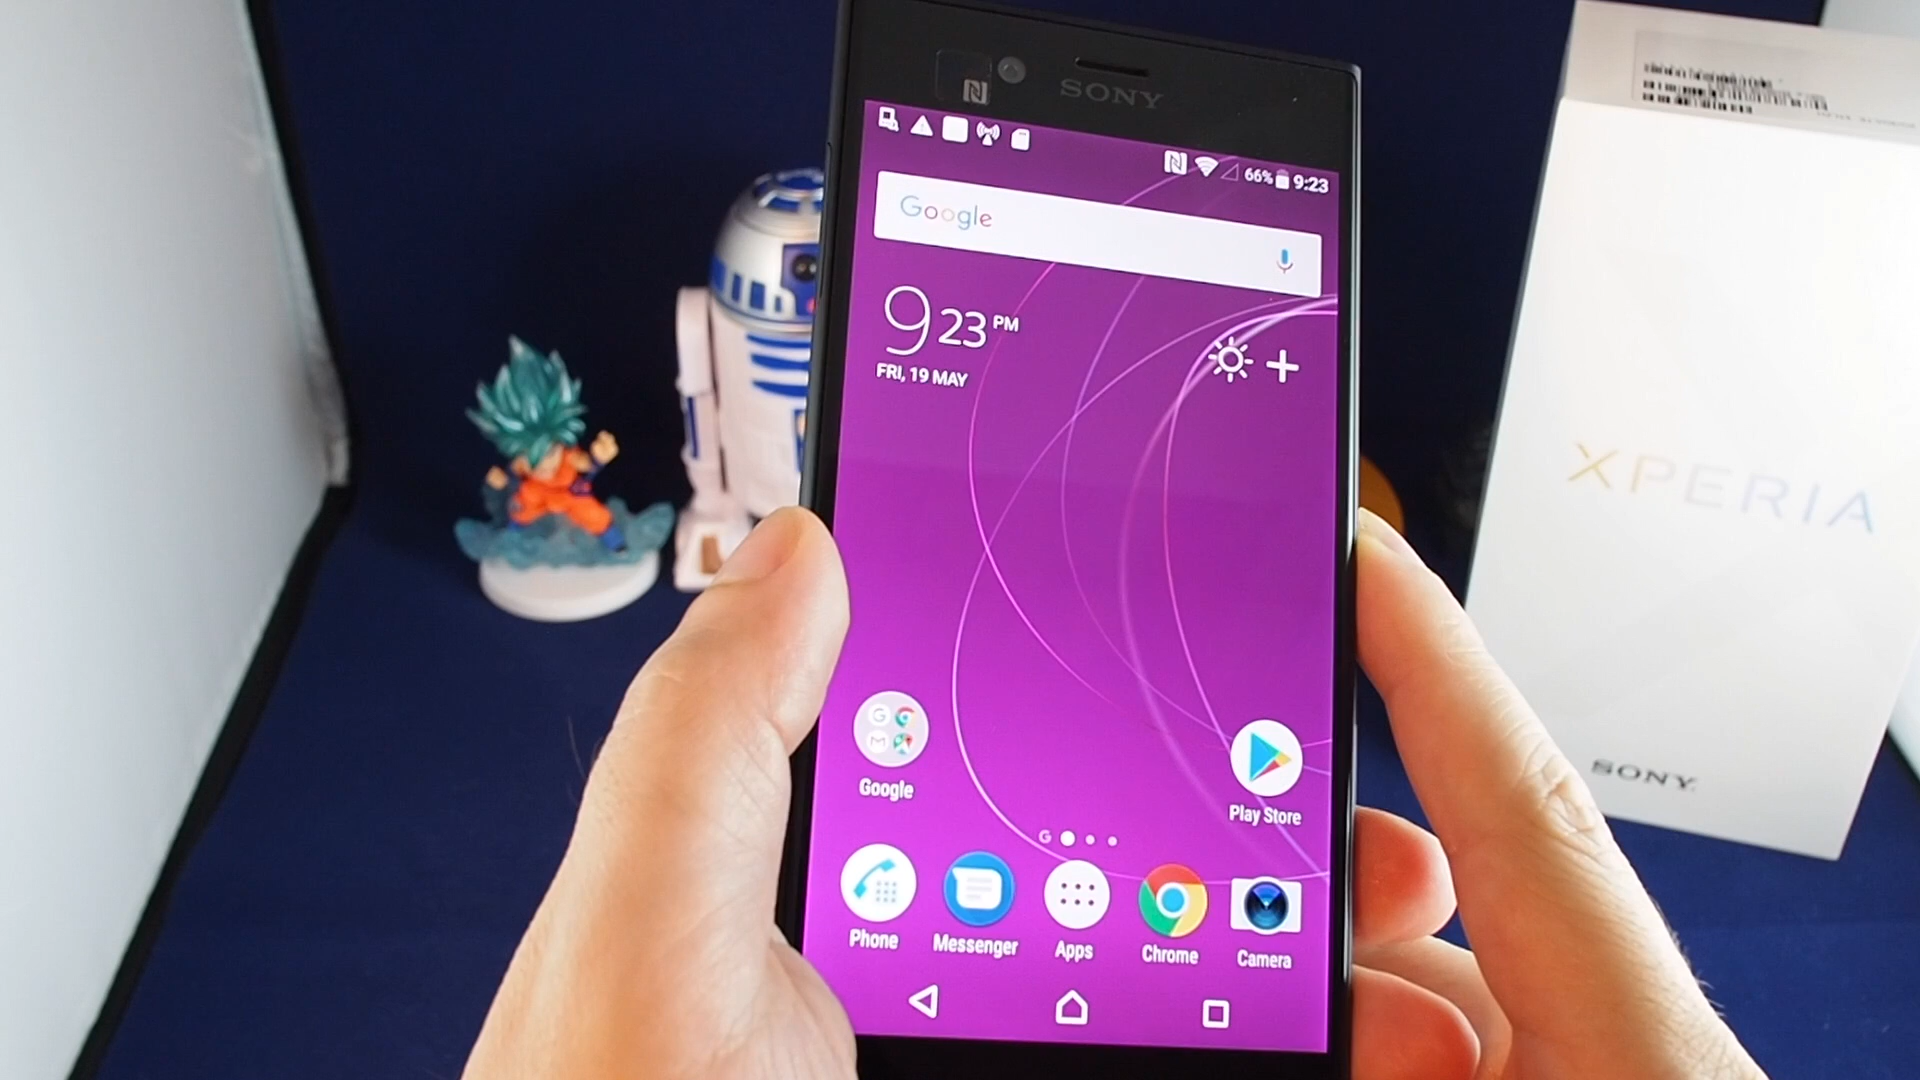 SONY
66% 9:23
Google
9 23 PM
FRI, 19 MAY
XPERIA
SONY
Google
Play Store
Phone
Messenger
Apps
Chrome
Camera